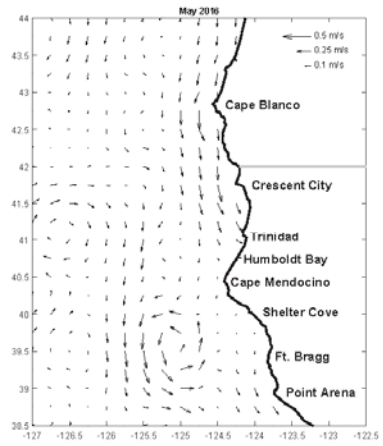 May 2016
44
0.5 m/s
0.25 m/s
43.5
0.1 m/s
43
Cape Blanco
42.5
42
Crescent City
41.5
Trinidad
41
Humboldt Bay
40.5
Cape Mendocino
40
Shelter Cove
39.5
Ft. Bragg
39
Point Arena
38.5
-127 -126.5 -126 -125.5 -125 -124.5 -124 -123.5 -123 -122.5